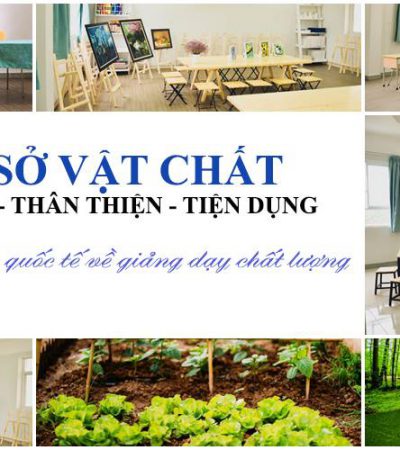 SỞ VẬT CHẤT
- THÂN THIỆN - TIỆN DỤNG
quốc tế về giảng dạy chất lượng